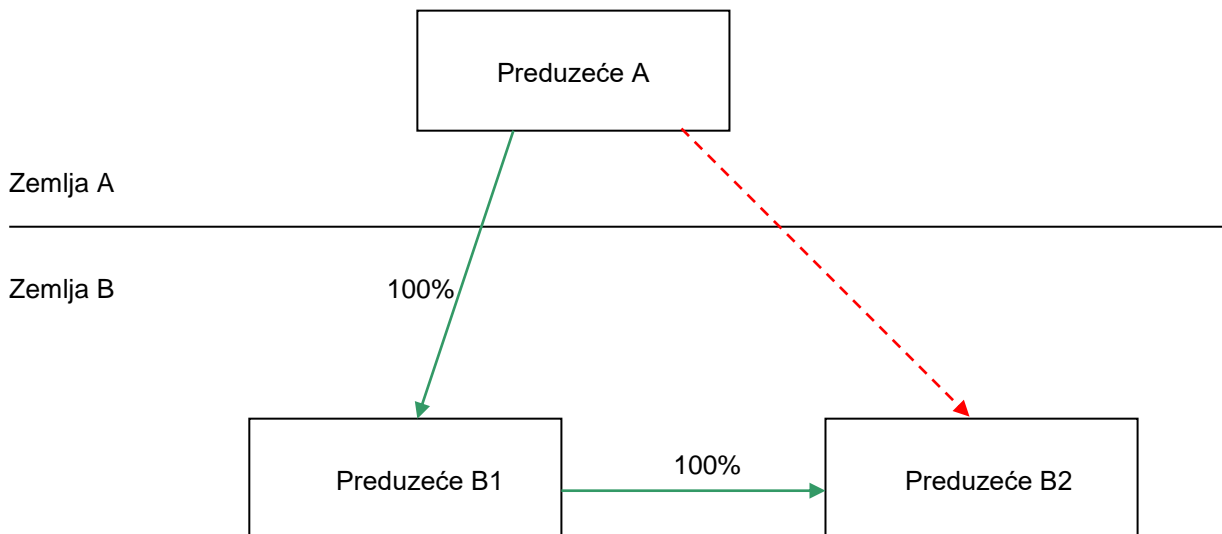 Preduzeće A
Zemlja A
Zemlja B
100%
100%
Preduzeće B1
Preduzeće B2